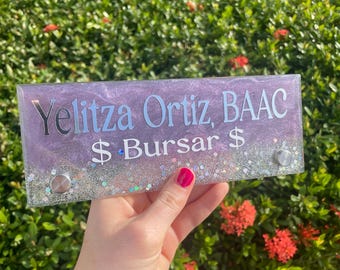 Yelitza Ortiz, BAAC
$ Bursar $